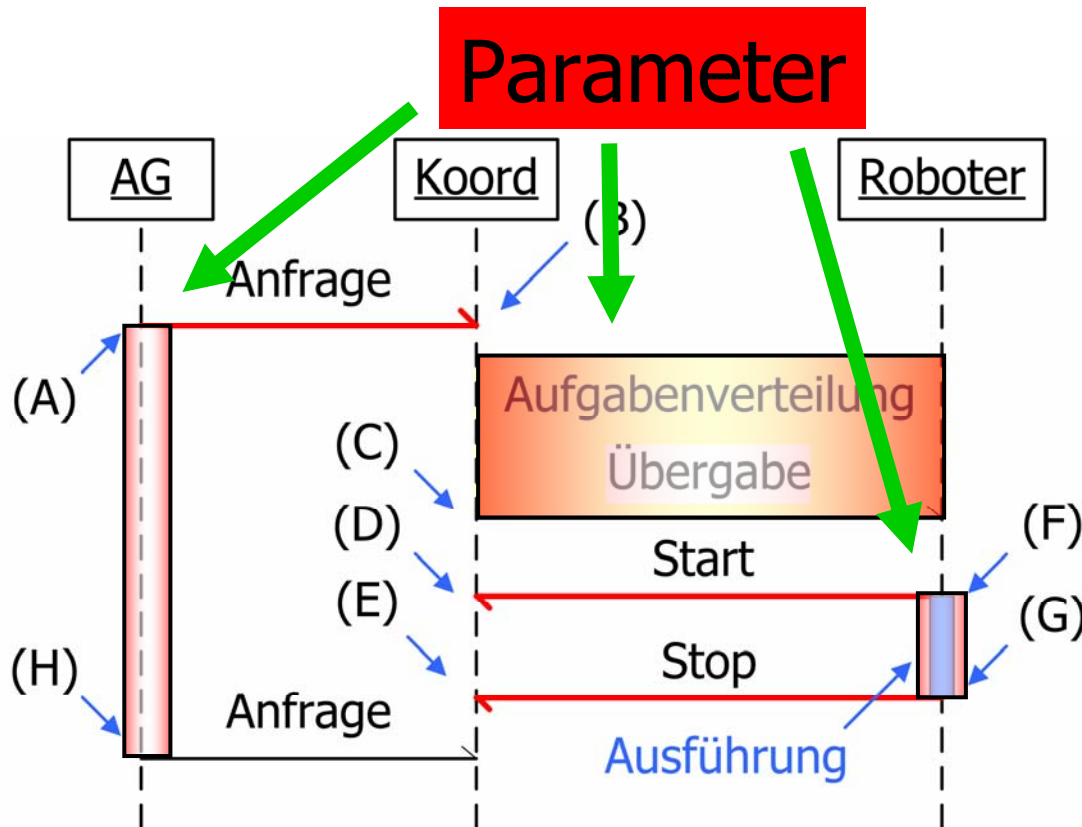 Parameter
AG
Koord
Roboter
(B)
Anfrage
(A)
Aufgabenverteilung
(C)
Übergabe
(D)
(F)
Start
(E)
(G)
Stop
(H)
Anfrage
Ausführung